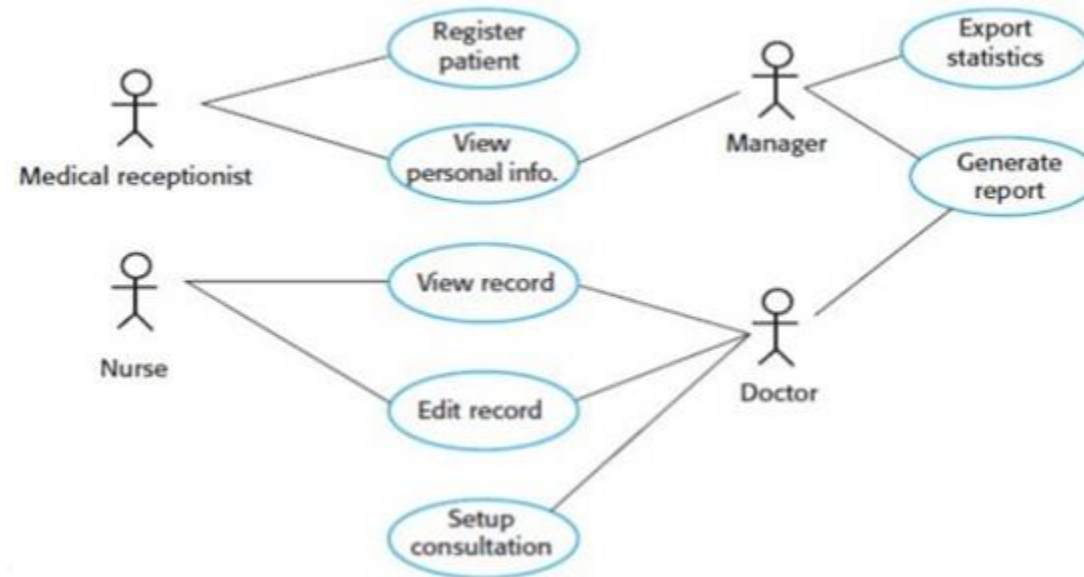 Register
patient
Export
statistics
Medical receptionist
View
personal info.
Manager
Generate
report
View record
Nurse
Edit record
Doctor
Setup
consultation